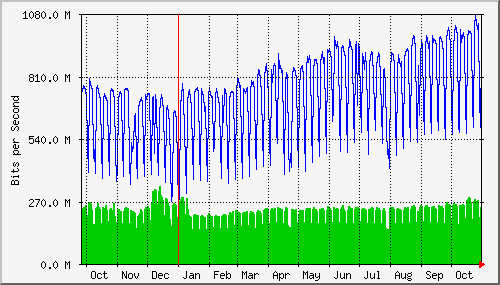 1080.0 M
810.0 M
540.0 M
270.0 M
0.0 M
Bits per Second
Oct Nov Dec Jan Feb Mar Apr May Jun Jul Aug Sep Oct